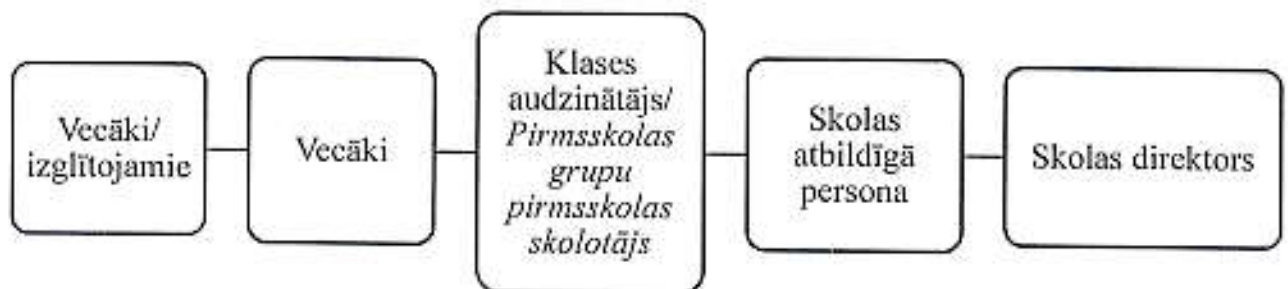 Vecāki/
izglītojamie
Vecāki
Klases
audzinātājs/
Pirmsskolas
grupu
pirmsskolas
skolotājs
Skolas
atbildīgā
persona
Skolas direktors